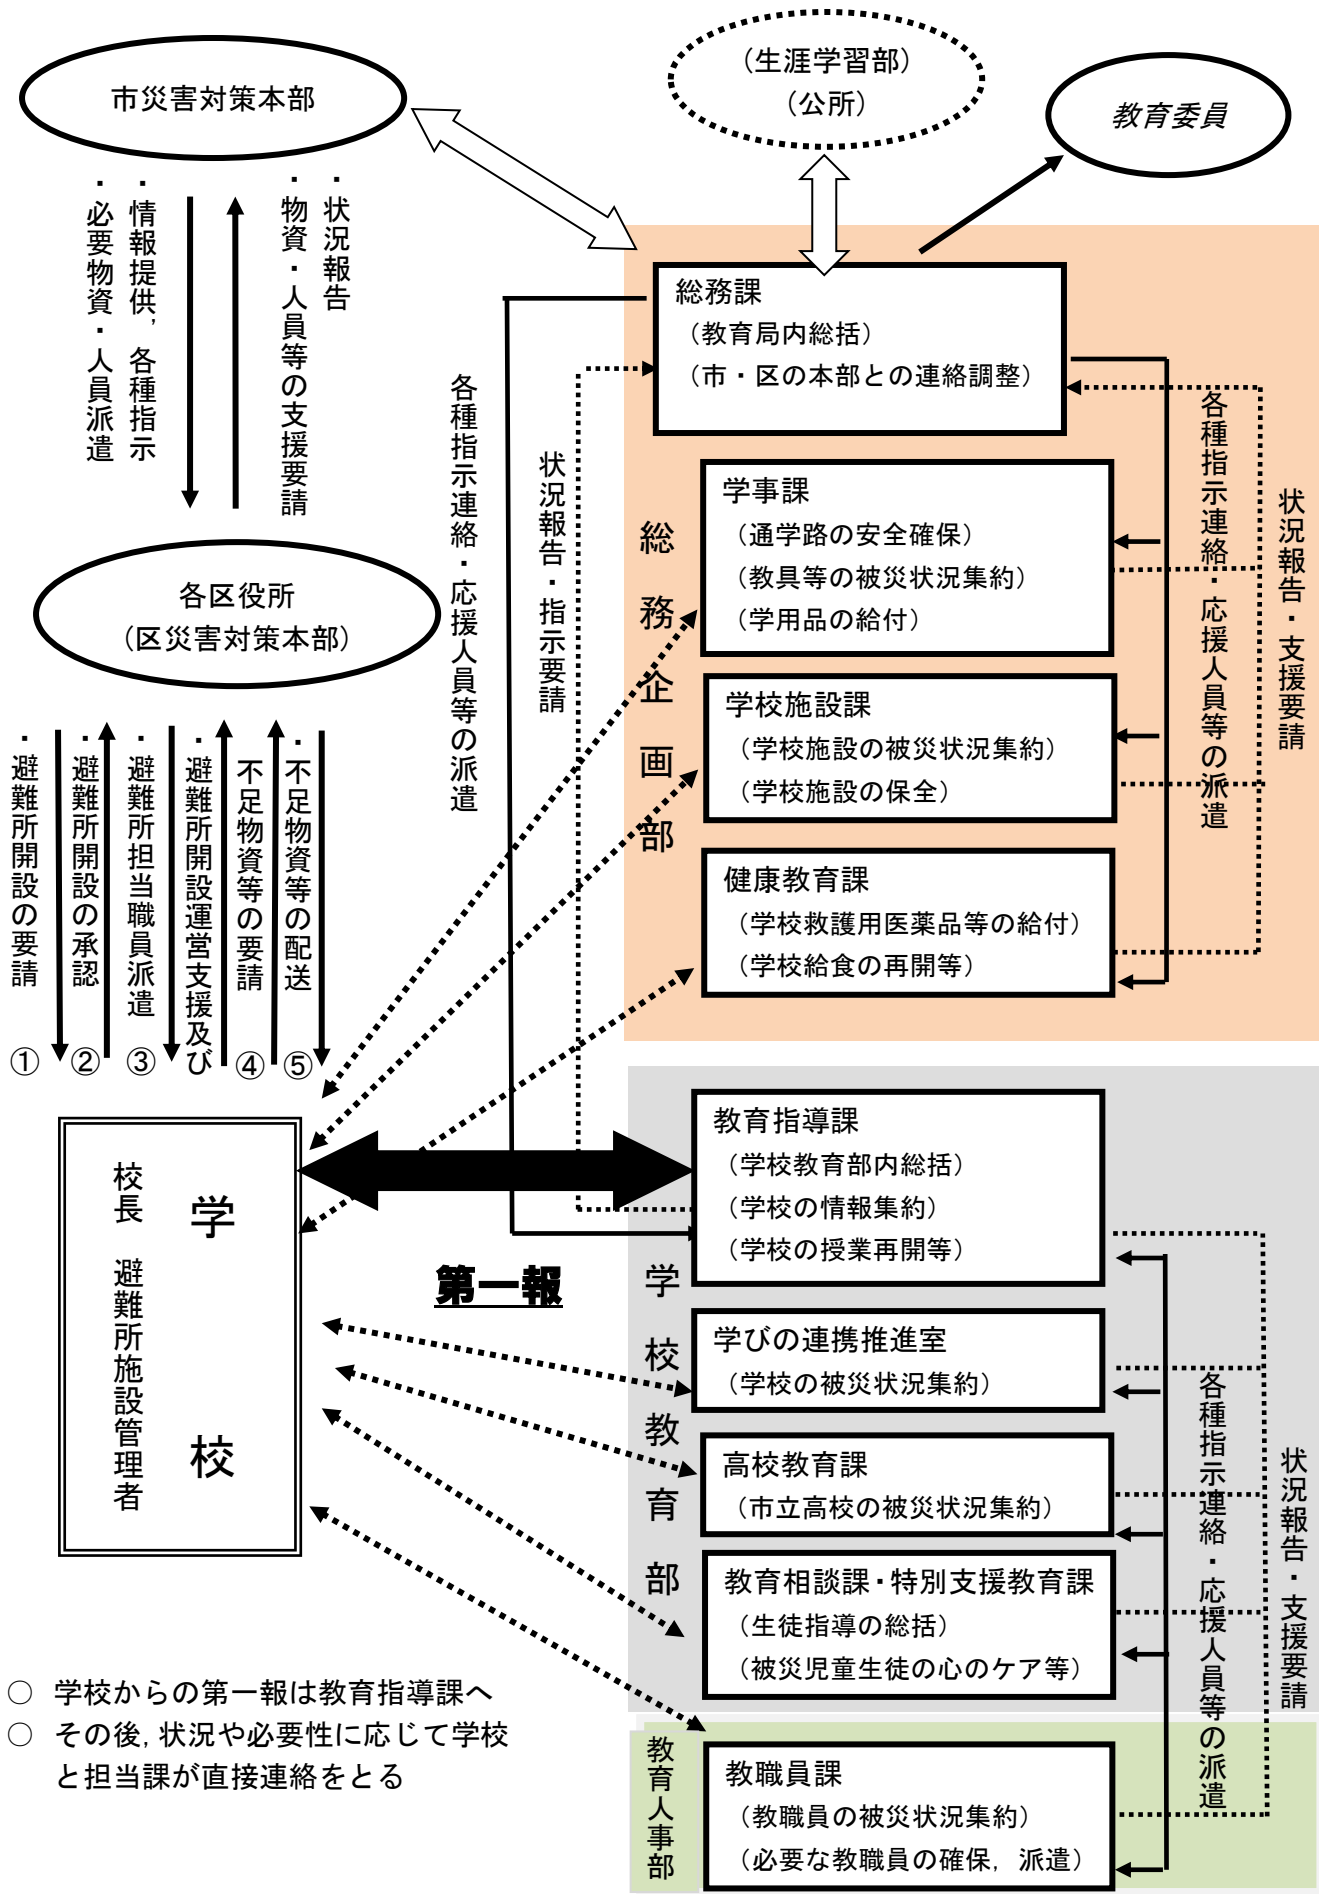 市災害対策本部
(生涯学習部)
(公所)
教育委員
・情報提供,各種指示
・必要物資・人員派遣
・状況報告
・物資・人員等の支援要請
各区役所
(区災害対策本部)
・避難所開設の要請
①
・避難所開設の承認
②
・避難所担当職員派遣
③
・避難所開設運営支援及び
不足物資等の要請
④
・不足物資等の配送
⑤
学校
校長 避難所施設管理者
各種指示連絡・応援人員等の派遣
状況報告・指示要請
第一報
総務企画部
総務課
(教育局内総括)
(市・区の本部との連絡調整)
学事課
(通学路の安全確保)
(教具等の被災状況集約)
(学用品の給付)
学校施設課
(学校施設の被災状況集約)
(学校施設の保全)
健康教育課
(学校救護用医薬品等の給付)
(学校給食の再開等)
各種指示連絡・応援人員等の派遣
状況報告・支援要請
学校教育部
教育指導課
(学校教育部内総括)
(学校の情報集約)
(学校の授業再開等)
学びの連携推進室
(学校の被災状況集約)
高校教育課
(市立高校の被災状況集約)
教育相談課・特別支援教育課
(生徒指導の総括)
(被災児童生徒の心のケア等)
教育人事部
教職員課
(教職員の被災状況集約)
(必要な教職員の確保,派遣)
各種指示連絡・応援人員等の派遣
状況報告・支援要請
○ 学校からの第一報は教育指導課へ
○ その後,状況や必要性に応じて学校
と担当課が直接連絡をとる